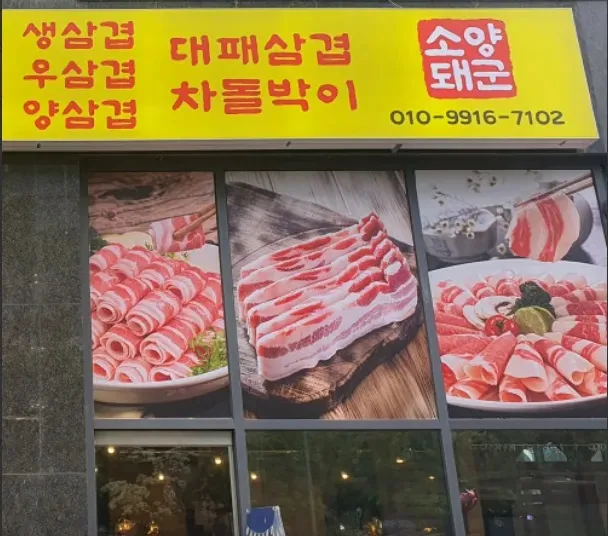 생삼겹
우삼겹
양삼겹
대패삼겹
차돌박이
소양
돼군
010-9916-7102